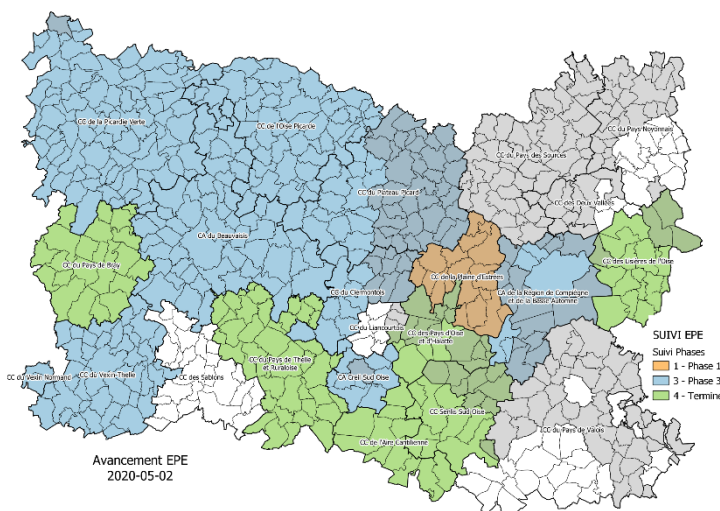 CC de la Picardie Verte
CC de l'Oise Picarde
CC du Plateau Picard
CC du Pays des Sources
CC du Pays Noyonnais
CC des Deux Vallées
CA du Beauvaisis
CC du Pays de Bray
CC de la Plaine d'Estrées
CC des Lisières de l'Oise
CC du Clermontois
CA de la Région de Compiègne
et de la Basse Automne
CC du Liancourtois
CC des Pays d'Oise
et d'Halatte
CC du Vexin Normand
CC du Vexin-Thelle
CC des Sablons
CC du Pays de Thelle
et Ruraloise
CA Creil Sud Oise
CC Senlis Sud Oise
CC de l'Aire Cantilienne
CC du Pays de Valois
SUIVI EPE
Suivi Phases
1 - Phase 1
3 - Phase 3
4 - Termine
Avancement EPE
2020-05-02